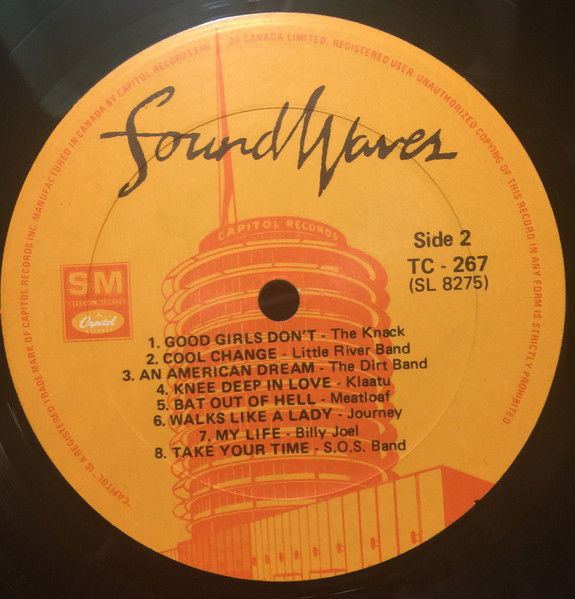 "CAPITOL" IS A REGISTERED TRADE MARK OF CAPITOL RECORDS INC. MANUFACTURED IN CANADA BY CAPITOL RECORDS EMI OF CANADA LIMITED, REGISTERED USER. UNAUTHORIZED COPYING OF THIS RECORD IN ANY FORM IS STRICTLY PROHIBITED
Sound Waves
CAPITOL RECORDS
Side 2
TC - 267
(SL 8275)
SM
Capitol
1. GOOD GIRLS DON'T - The Knack
2. COOL CHANGE - Little River Band
3. AN AMERICAN DREAM - The Dirt Band
4. KNEE DEEP IN LOVE - Klaatu
5. BAT OUT OF HELL - Meatloaf
6. WALKS LIKE A LADY - Journey
7. MY LIFE - Billy Joel
8. TAKE YOUR TIME - S.O.S. Band